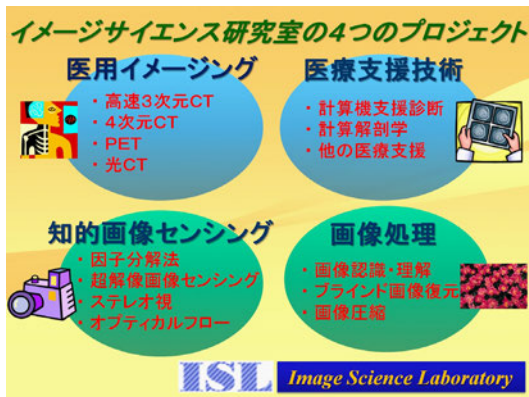 イメージサイエンス研究室の4つのプロジェクト
医用イメージング
・高速3次元CT
・4次元CT
・PET
・光CT
医療支援技術
・計算機支援診断
・計算解剖学
・他の医療支援
知的画像センシング
・因子分解法
・超解像画像センシング
・ステレオ視
・オプティカルフロー
画像処理
・画像認識・理解
・ブラインド画像復元
・画像圧縮
ISL Image Science Laboratory